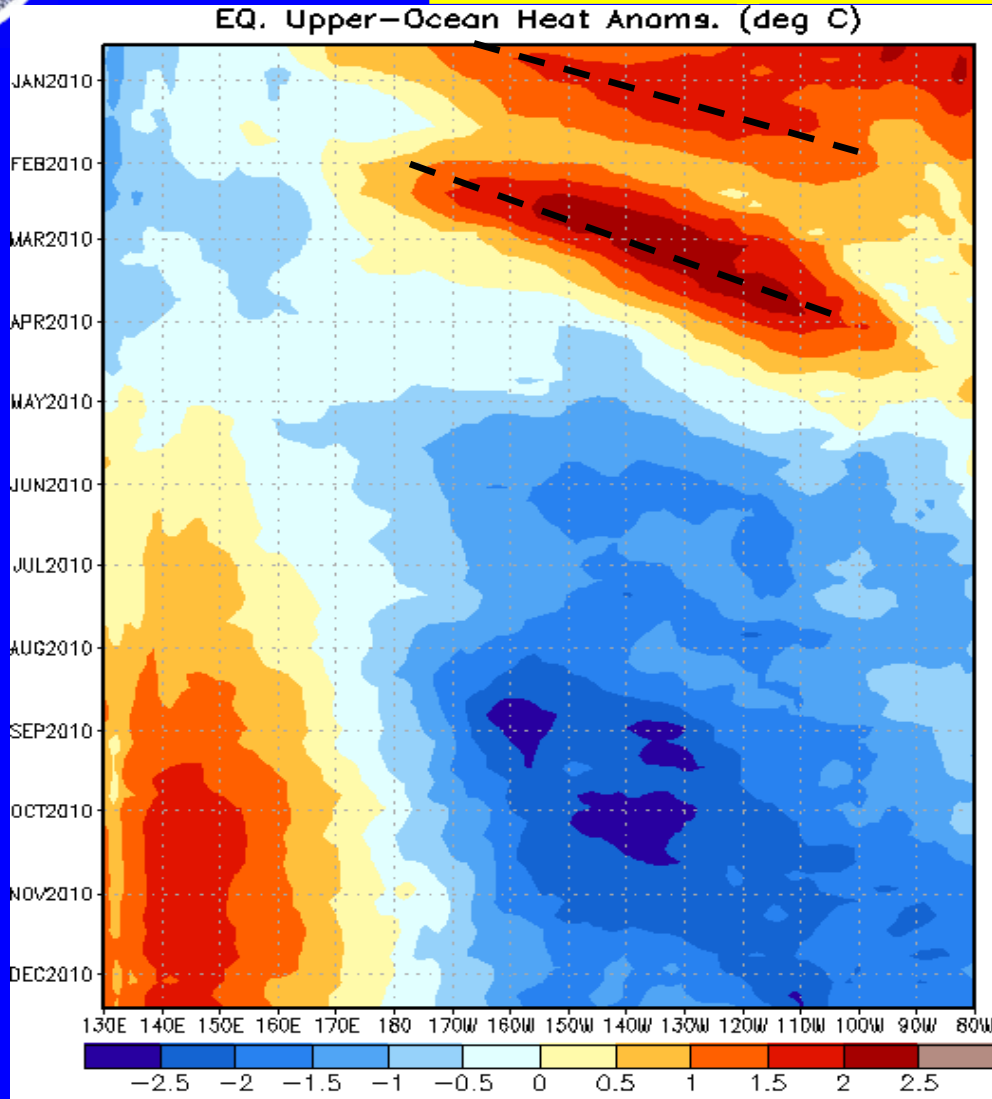 EQ. Upper-Ocean Heat Anoms. (deg C)
JAN2010
FEB2010
MAR2010
APR2010
MAY2010
JUN2010
JUL2010
AUG2010
SEP2010
OCT2010
NOV2010
DEC2010
130E 140E 150E 160E 170E 180 170W 160W 150W 140W 130W 120W 110W 100W 90W 80W
-2.5 -2 -1.5 -1 -0.5 0 0.5 1 1.5 2 2.5